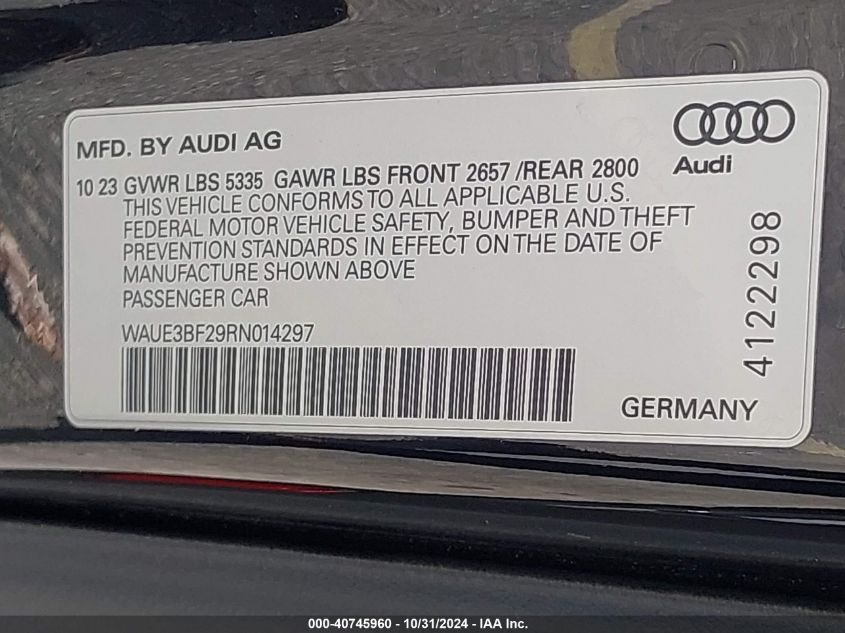 MFD. BY AUDI AG
Audi
10 23 GVWR LBS 5335 GAWR LBS FRONT 2657 /REAR 2800
THIS VEHICLE CONFORMS TO ALL APPLICABLE U.S.
FEDERAL MOTOR VEHICLE SAFETY, BUMPER AND THEFT
PREVENTION STANDARDS IN EFFECT ON THE DATE OF
MANUFACTURE SHOWN ABOVE
PASSENGER CAR
WAUE3BF29RN014297
4122298
GERMANY
000-40745960 - 10/31/2024 - IAA Inc.